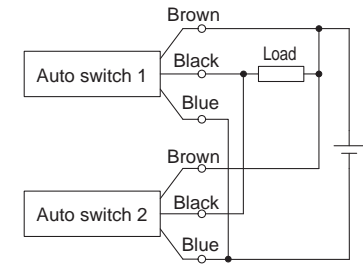 Brown
Black
Load
Auto switch 1
Blue
Brown
Black
Auto switch 2
Blue